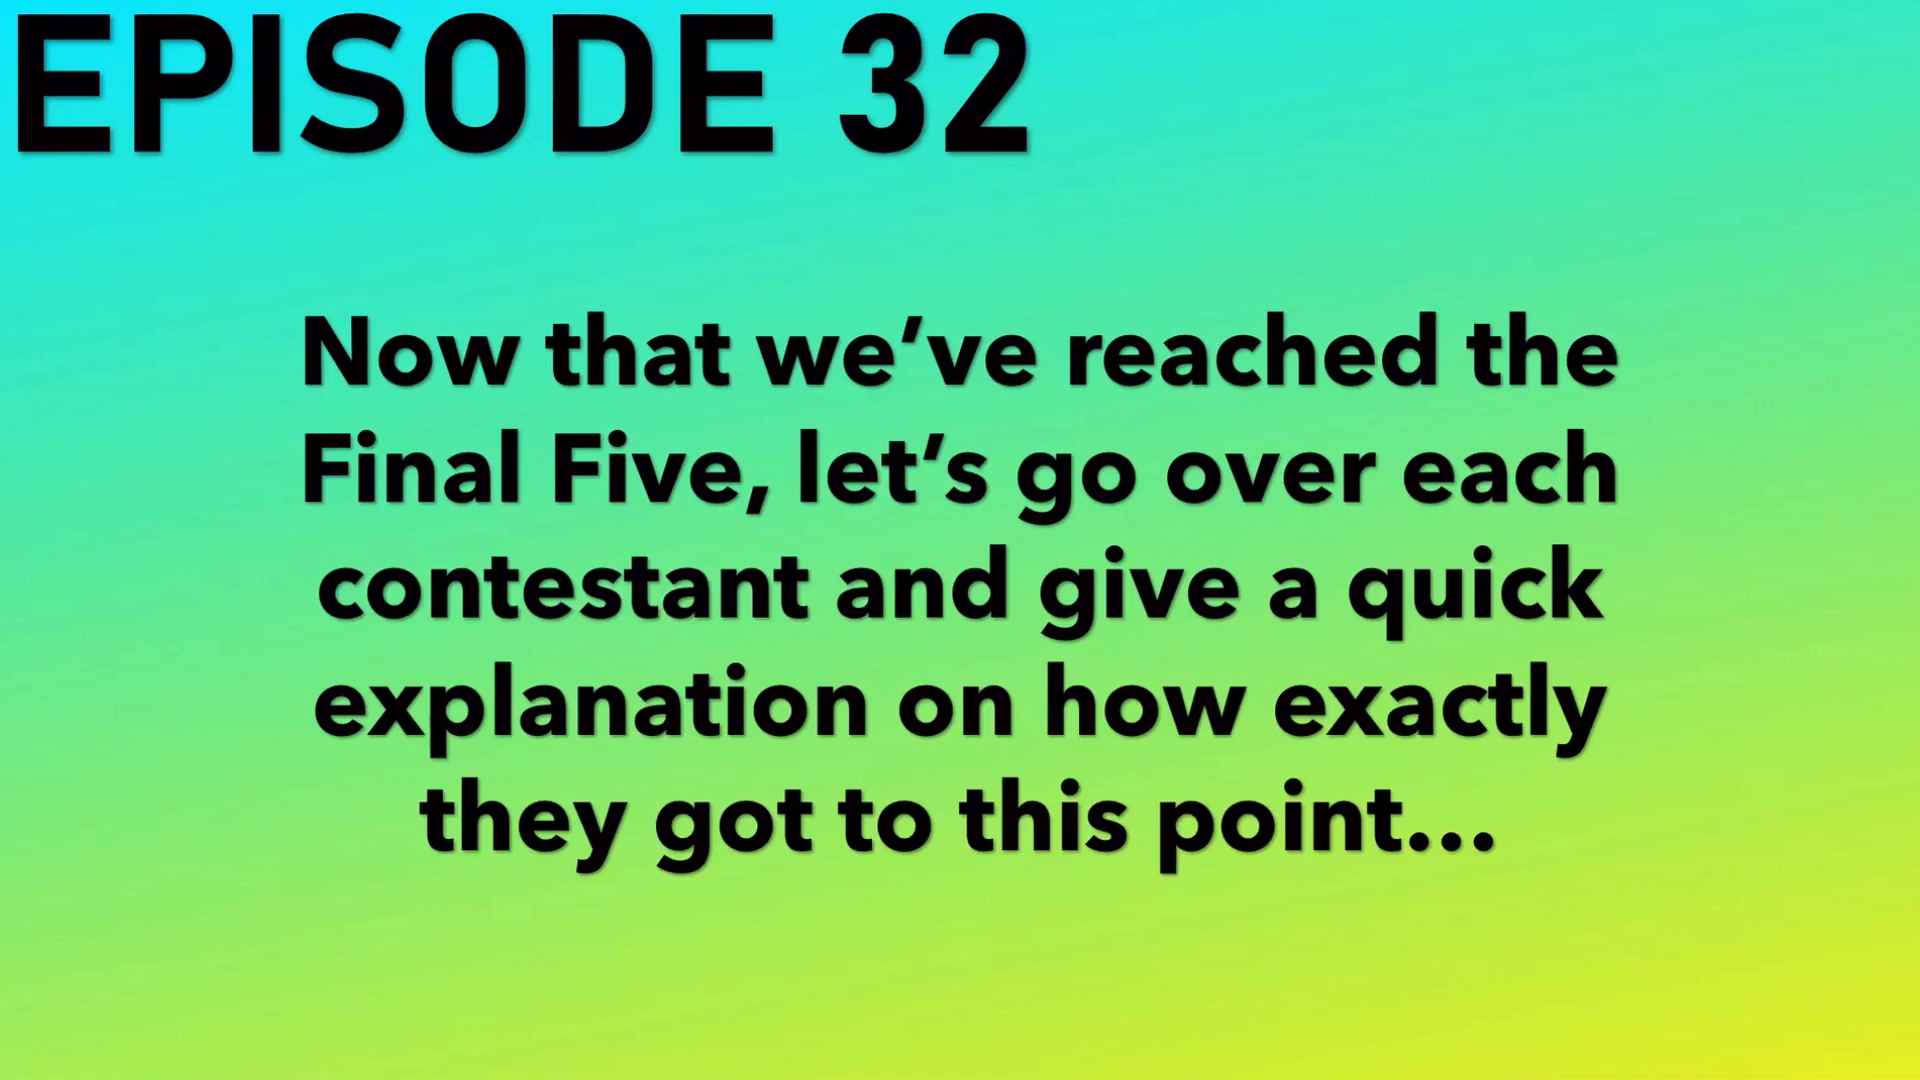 EPISODE 32
Now that we’ve reached the
Final Five, let’s go over each
contestant and give a quick
explanation on how exactly
they got to this point…